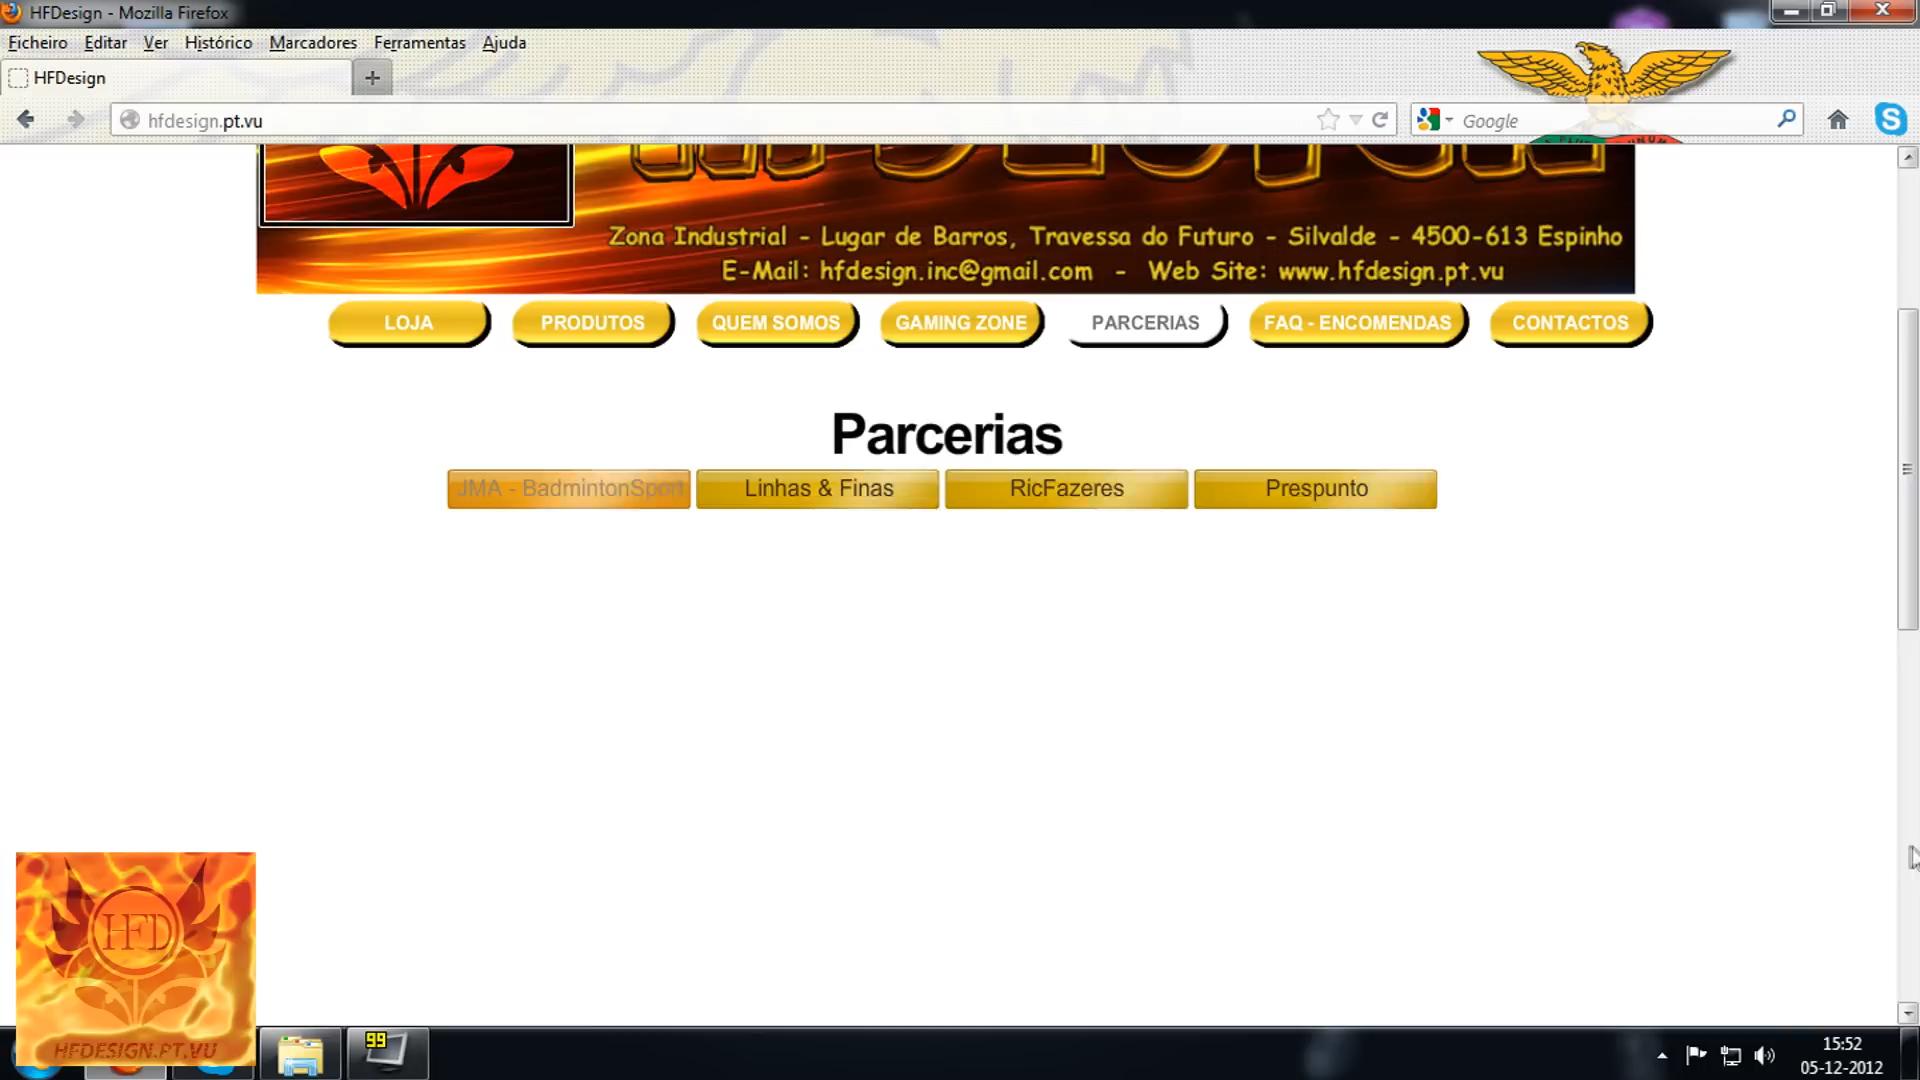 HFDesign - Mozilla Firefox
Ficheiro Editar Ver Histórico Marcadores Ferramentas Ajuda
HFDesign
hfdesign.pt.vu
Google
Zona Industrial - Lugar de Barros, Travessa do Futuro - Silvalde - 4500-613 Espinho
E-Mail: hfdesign.inc@gmail.com - Web Site: www.hfdesign.pt.vu
LOJA PRODUTOS QUEM SOMOS GAMING ZONE PARCERIAS FAQ - ENCOMENDAS CONTACTOS
Parcerias
JMA - BadmintonSport Linhas & Finas RicFazeres Prespunto
HFD
HFDESIGN.PT.VU
99
15:52
05-12-2012